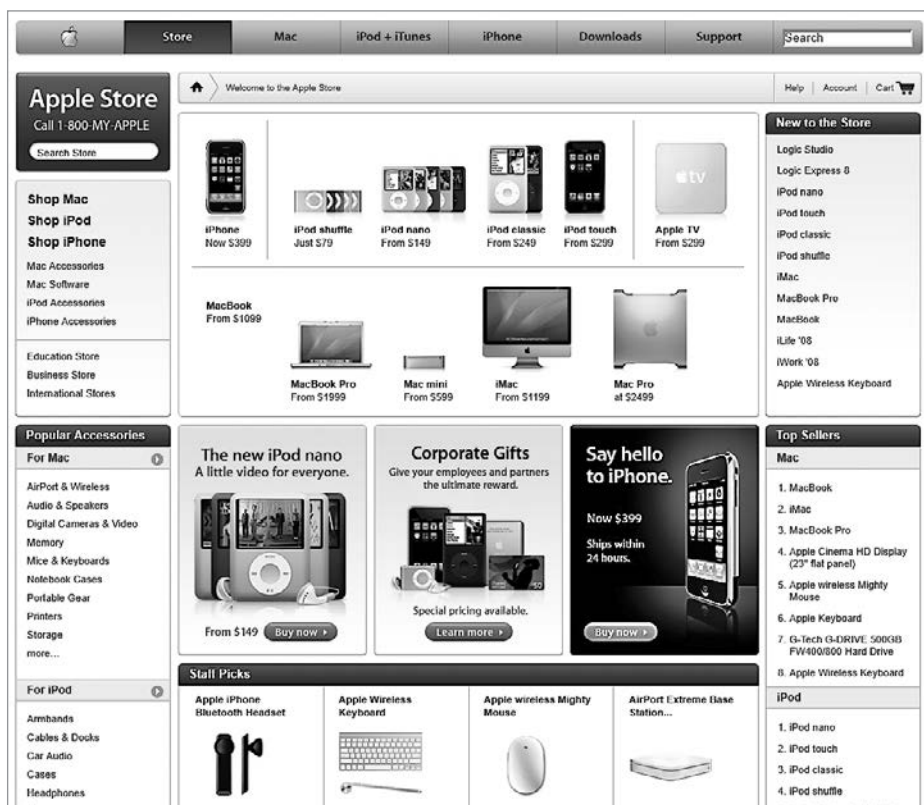 Store
Mac
iPod + iTunes
iPhone
Downloads
Support
Search
Apple Store
Call 1-800-MY-APPLE
Search Store
Welcome to the Apple Store
Help
Account
Cart
Shop Mac
Shop iPod
Shop iPhone
Mac Accessories
Mac Software
iPod Accessories
iPhone Accessories
Education Store
Business Store
International Stores
iPhone
Now $399
iPod shuffle
Just $79
iPod nano
From $149
iPod classic
From $249
iPod touch
From $299
tv
Apple TV
From $299
MacBook
From $1099
MacBook Pro
From $1999
Mac mini
From $599
iMac
From $1199
Mac Pro
at $2499
New to the Store
Logic Studio
Logic Express 8
iPod nano
iPod touch
iPod classic
iPod shuffle
iMac
MacBook Pro
MacBook
iLife '08
iWork '08
Apple Wireless Keyboard
Popular Accessories
For Mac
AirPort & Wireless
Audio & Speakers
Digital Cameras & Video
Memory
Mice & Keyboards
Notebook Cases
Portable Gear
Printers
Storage
more...
For iPod
Armbands
Cables & Docks
Car Audio
Cases
Headphones
The new iPod nano
A little video for everyone.
From $149
Buy now
Corporate Gifts
Give your employees and partners
the ultimate reward.
50
Special pricing available.
Learn more
Say hello
to iPhone.
Now $399
Ships within
24 hours.
Buy now
Staff Picks
Apple iPhone
Bluetooth Headset
Apple Wireless
Keyboard
Apple wireless Mighty
Mouse
AirPort Extreme Base
Station...
Top Sellers
Mac
1. MacBook
2. iMac
3. MacBook Pro
4. Apple Cinema HD Display
(23" flat panel)
5. Apple wireless Mighty
Mouse
6. Apple Keyboard
7. G-Tech G-DRIVE 500GB
FW400/800 Hard Drive
8. Apple Wireless Keyboard
iPod
1. iPod nano
2. iPod touch
3. iPod classic
4. iPod shuffle